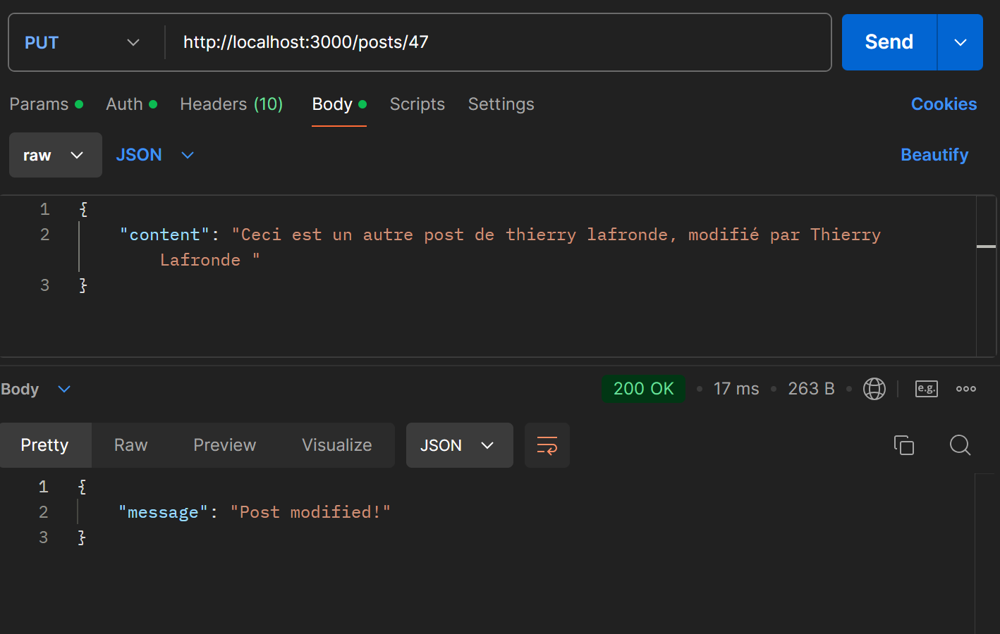 PUT http://localhost:3000/posts/47 Send
Params Auth Headers (10) Body Scripts Settings Cookies
raw JSON Beautify
1 {
2 "content": "Ceci est un autre post de thierry lafronde, modifié par Thierry
Lafronde "
3 }
Body 200 OK • 17 ms • 263 B • e.g.
Pretty Raw Preview Visualize JSON
1 {
2 "message": "Post modified!"
3 }